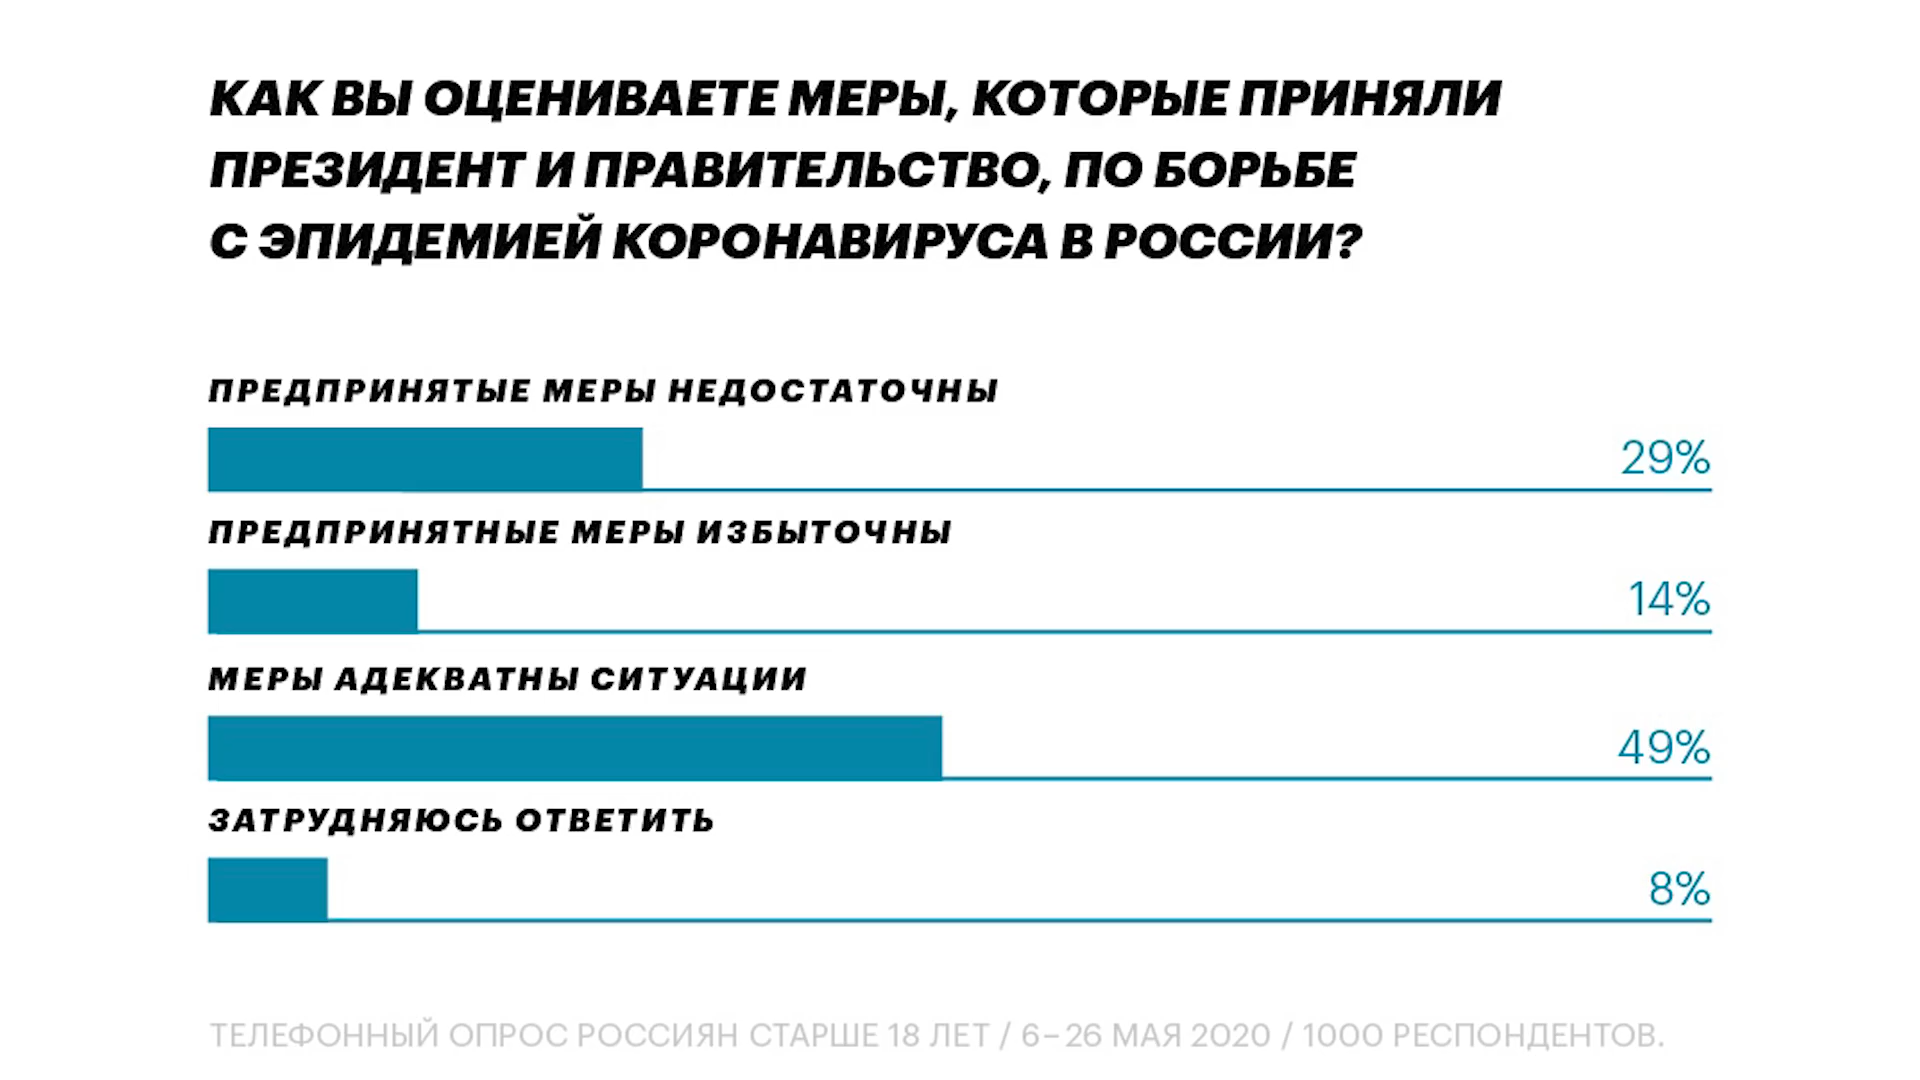 КАК ВЫ ОЦЕНИВАЕТЕ МЕРЫ, КОТОРЫЕ ПРИНЯЛИ
ПРЕЗИДЕНТ И ПРАВИТЕЛЬСТВО, ПО БОРЬБЕ
С ЭПИДЕМИЕЙ КОРОНАВИРУСА В РОССИИ?
ПРЕДПРИНЯТЫЕ МЕРЫ НЕДОСТАТОЧНЫ
29%
ПРЕДПРИНЯТНЫЕ МЕРЫ ИЗБЫТОЧНЫ
14%
МЕРЫ АДЕКВАТНЫ СИТУАЦИИ
49%
ЗАТРУДНЯЮСЬ ОТВЕТИТЬ
8%
ТЕЛЕФОННЫЙ ОПРОС РОССИЯН СТАРШЕ 18 ЛЕТ / 6–26 МАЯ 2020 / 1000 РЕСПОНДЕНТОВ.